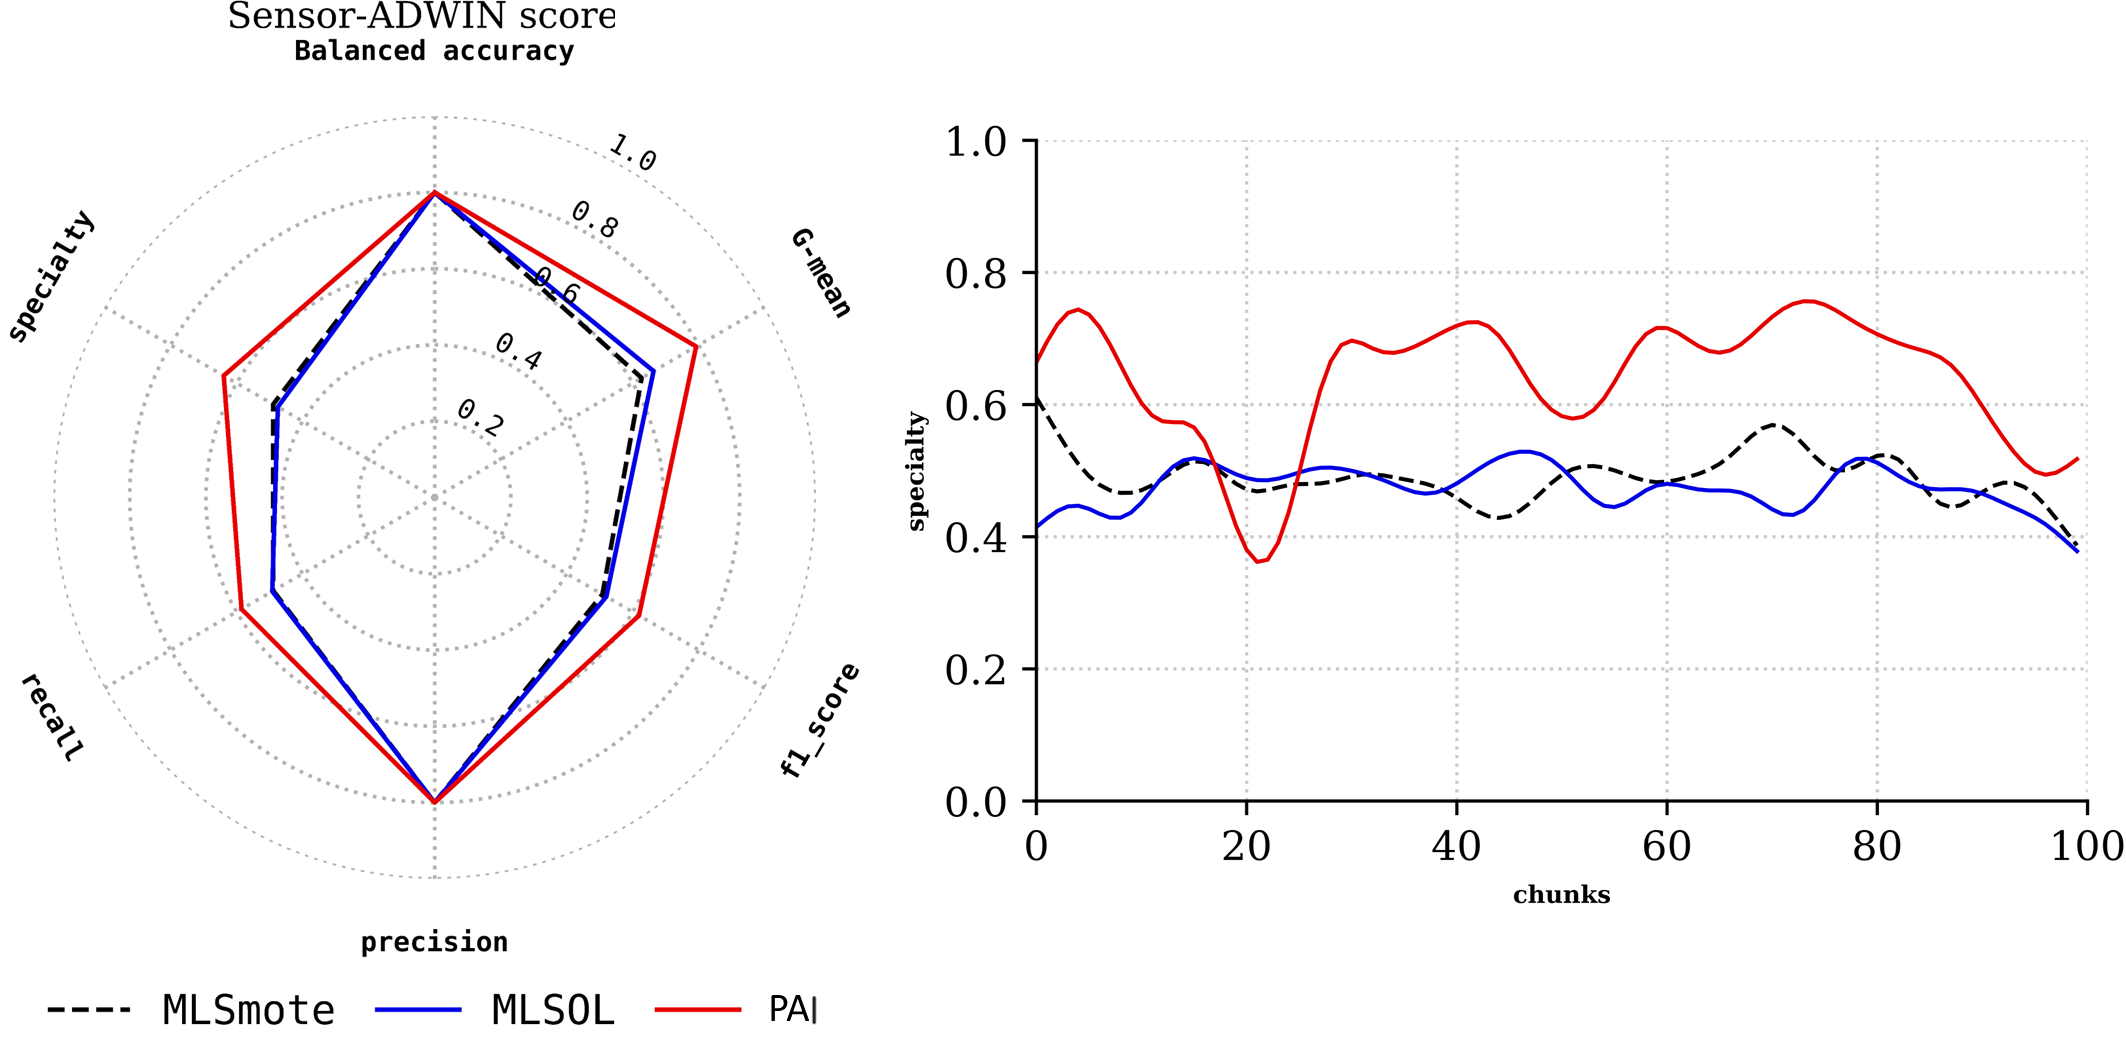 Sensor-ADWIN score
Balanced accuracy
G-mean
f1_score
precision
recall
specialty
1.0
0.8
0.6
0.4
0.2
MLSmote
MLSOL
PA
specialty
1.0
0.8
0.6
0.4
0.2
0.0
0 20 40 60 80 100
chunks